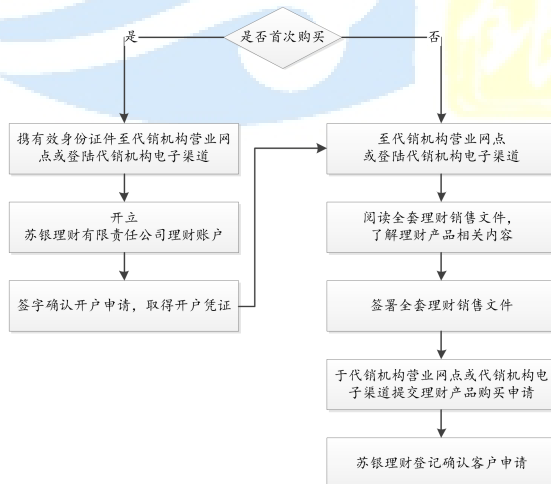 是否首次购买
是
否
携有效身份证件至代销机构营业网
点或登陆代销机构电子渠道
开立
苏银理财有限责任公司理财账户
签字确认开户申请，取得开户凭证
至代销机构营业网点
或登陆代销机构电子渠道
阅读全套理财销售文件，
了解理财产品相关内容
签署全套理财销售文件
于代销机构营业网点或代销机构电
子渠道提交理财产品购买申请
苏银理财登记确认客户申请